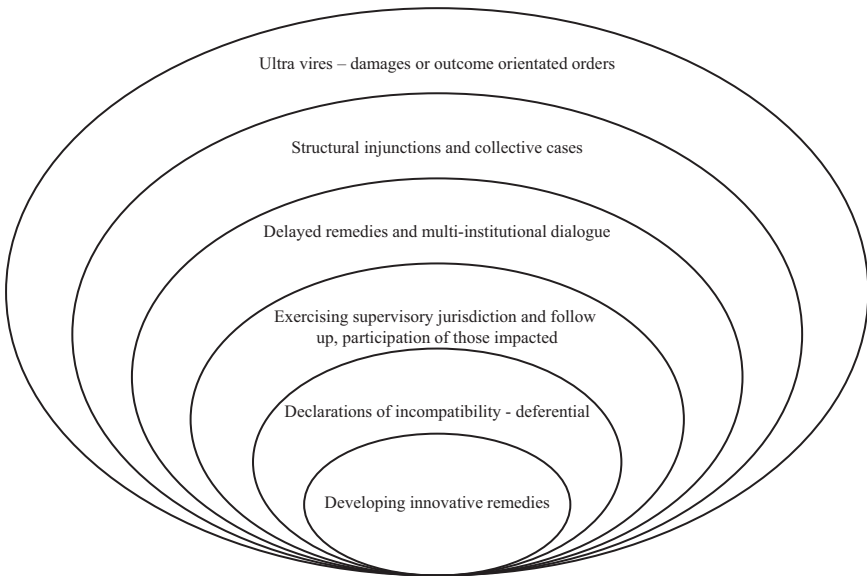 Ultra vires – damages or outcome orientated orders
Structural injunctions and collective cases
Delayed remedies and multi-institutional dialogue
Exercising supervisory jurisdiction and follow
up, participation of those impacted
Declarations of incompatibility - deferential
Developing innovative remedies